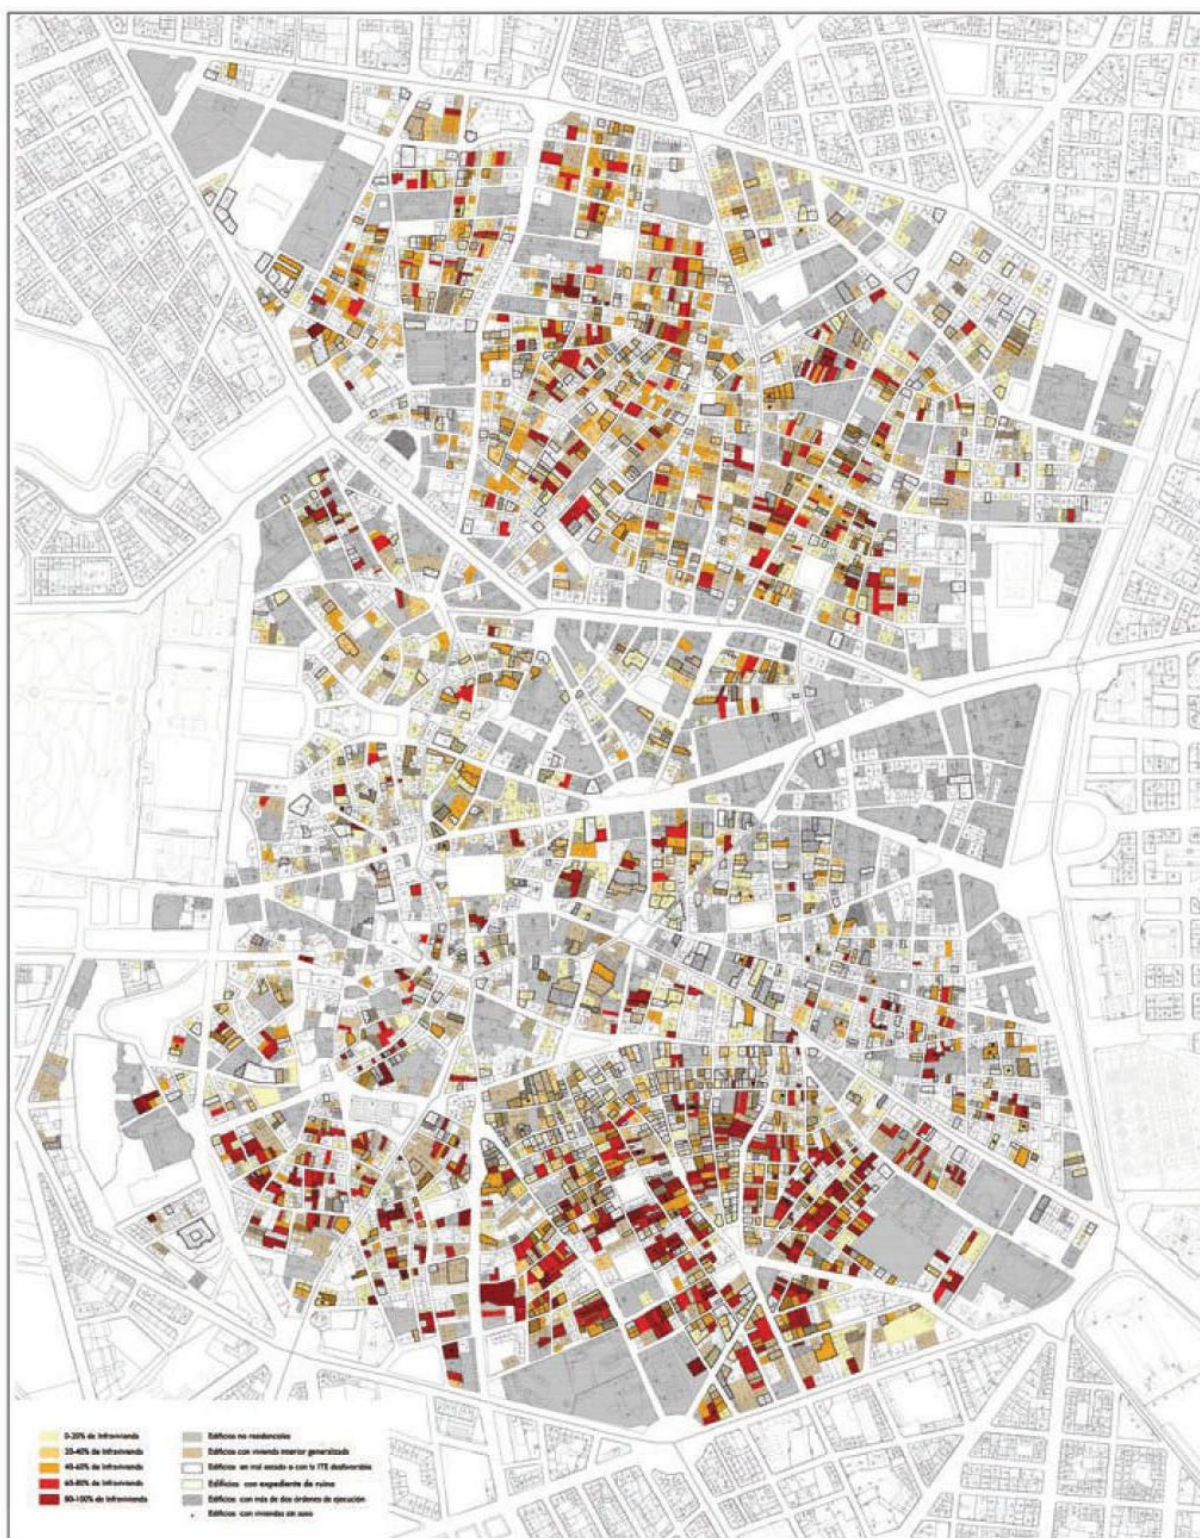 0-20% de infravivienda
20-40% de infravivienda
40-60% de infravivienda
60-80% de infravivienda
80-100% de infravivienda
Edificios no residenciales
Edificios con vivienda interior generalizada
Edificios en mal estado o con la ITE desfavorable
Edificios con expediente de ruina
Edificios con más de dos órdenes de ejecución
Edificios con viviendas sin aseo